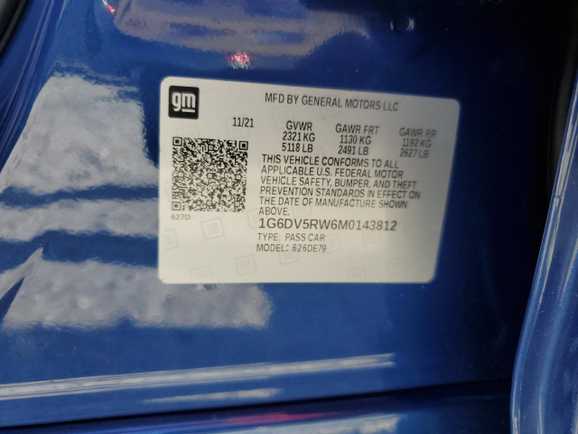 gm
MFD BY GENERAL MOTORS LLC
11/21 GVWR GAWR FRT GAWR RR
2321 KG 1130 KG 1192 KG
5118 LB 2491 LB 2627 LB
THIS VEHICLE CONFORMS TO ALL
APPLICABLE U.S. FEDERAL MOTOR
VEHICLE SAFETY, BUMPER, AND THEFT
PREVENTION STANDARDS IN EFFECT ON
THE DATE OF MANUFACTURE SHOWN
ABOVE.
627D
1G6DV5RW6M0143812
TYPE: PASS CAR
MODEL: 626DE79